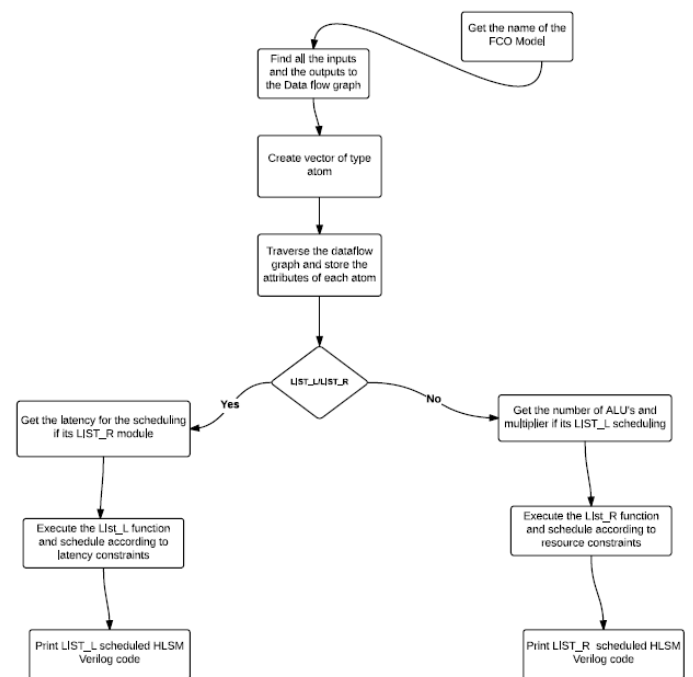 Get the name of the
FCO Model
Find all the inputs
and the outputs to
the Data flow graph
Create vector of type
atom
Traverse the dataflow
graph and store the
attributes of each atom
LIST_L/LIST_R
Yes
No
Get the latency for the scheduling
if its LIST_R module
Get the number of ALU's and
multiplier if its LIST_L scheduling
Execute the List_L function
and schedule according to
latency constraints
Execute the List_R function
and schedule according to
resource constraints
Print LIST_L scheduled HLSM
Verilog code
Print LIST_R scheduled HLSM
Verilog code